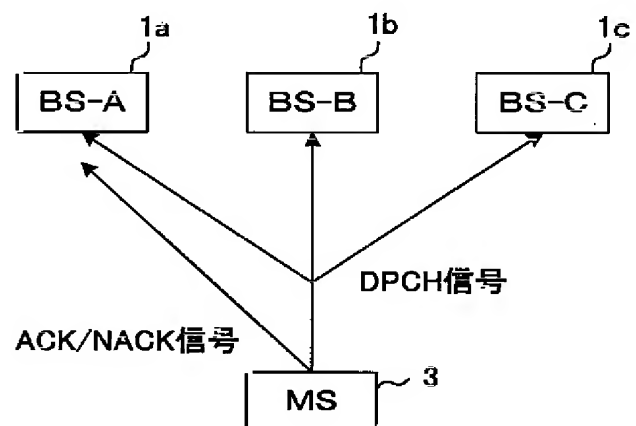 1a
1b
1c
BS-A
BS-B
BS-C
DPCH信号
ACK/NACK信号
MS
3